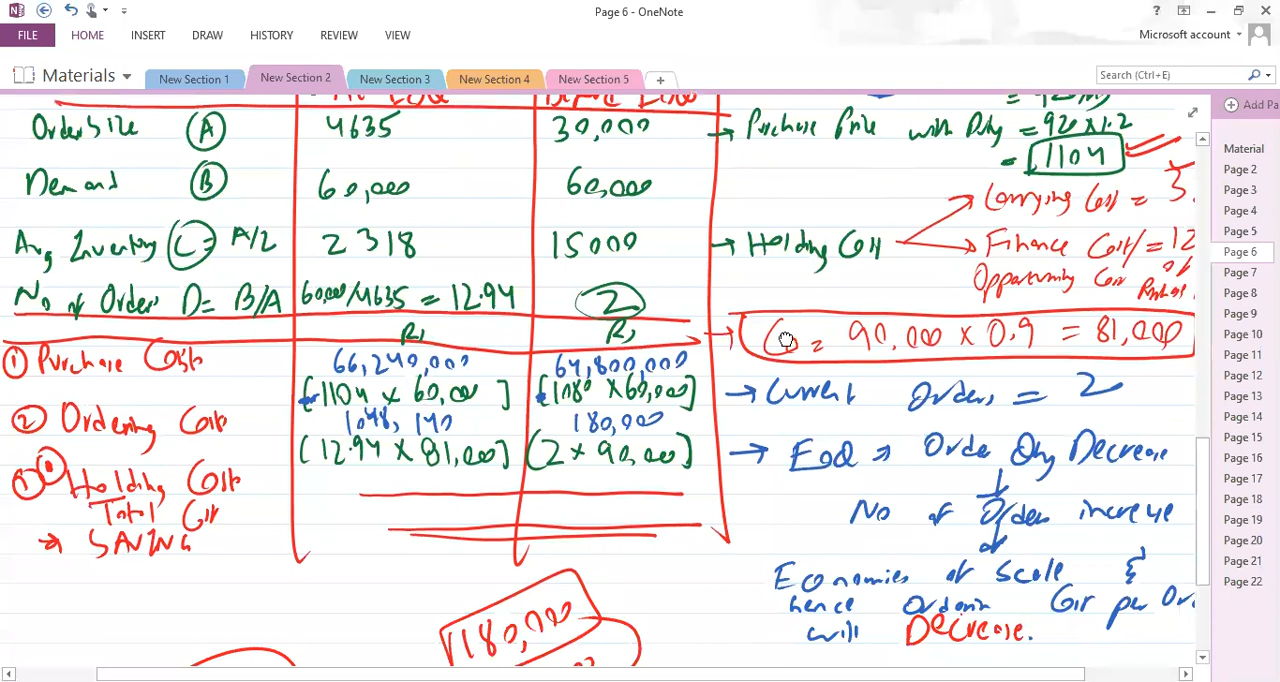 Page 6 - OneNote
FILE HOME INSERT DRAW HISTORY REVIEW VIEW
Microsoft account
Materials New Section 1 New Section 2 New Section 3 New Section 4 New Section 5
Search (Ctrl+E)
Add Pa
Material
Page 2
Page 3
Page 4
Page 5
Page 6
Page 7
Page 8
Page 9
Page 10
Page 11
Page 12
Page 13
Page 14
Page 15
Page 16
Page 17
Page 18
Page 19
Page 20
Page 21
Page 22
Order Size (A) 4635 30,000
Demand (B) 60,000 60,000
Avg Inventory C = A/2 2318 15000
No of Orders D = B/A 60,000/4635 = 12.94 2
Rs Rs
① Purchase Cost 66,240,000 64,800,000
[1104 x 60,000] [1080 x 60,000]
② Ordering Cost 1048,140 180,000
(12.94 x 81,000] (2 x 90,000]
Holding Cost
Total Cost
→ SAVING
180,000
→ Purchase Price with Duty = 920 x 1.2
= 1104
→ Holding Cost
Carrying Cost = 3.
Finance Cost/ = 12
Opportunity Cost
→ Co = 90,000 x 0.9 = 81,000
→ Current Orders = 2
→ EOQ ⇒ Order Qty Decrease
↓
No of Orders increase
Economies of Scale &
hence Ordering Cost per Or
will Decrease.